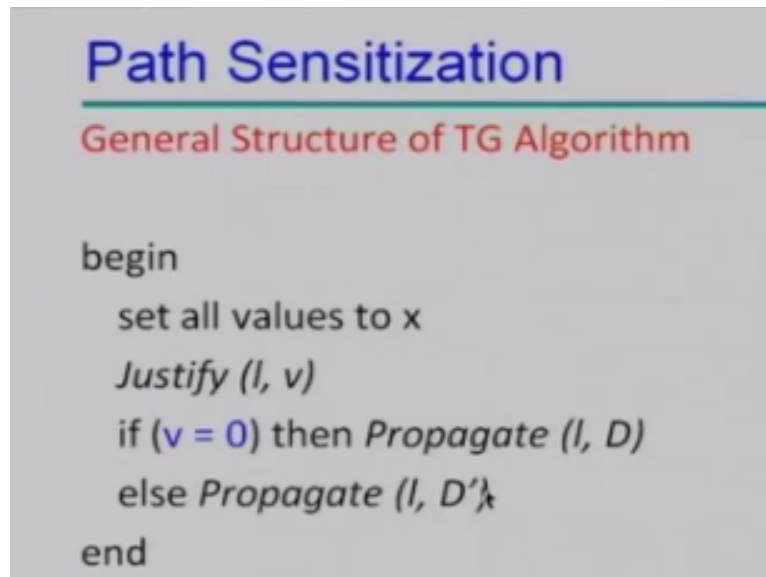 Path Sensitization
General Structure of TG Algorithm
begin
set all values to x
Justify (l, v)
if (v = 0) then Propagate (l, D)
else Propagate (l, D')
end